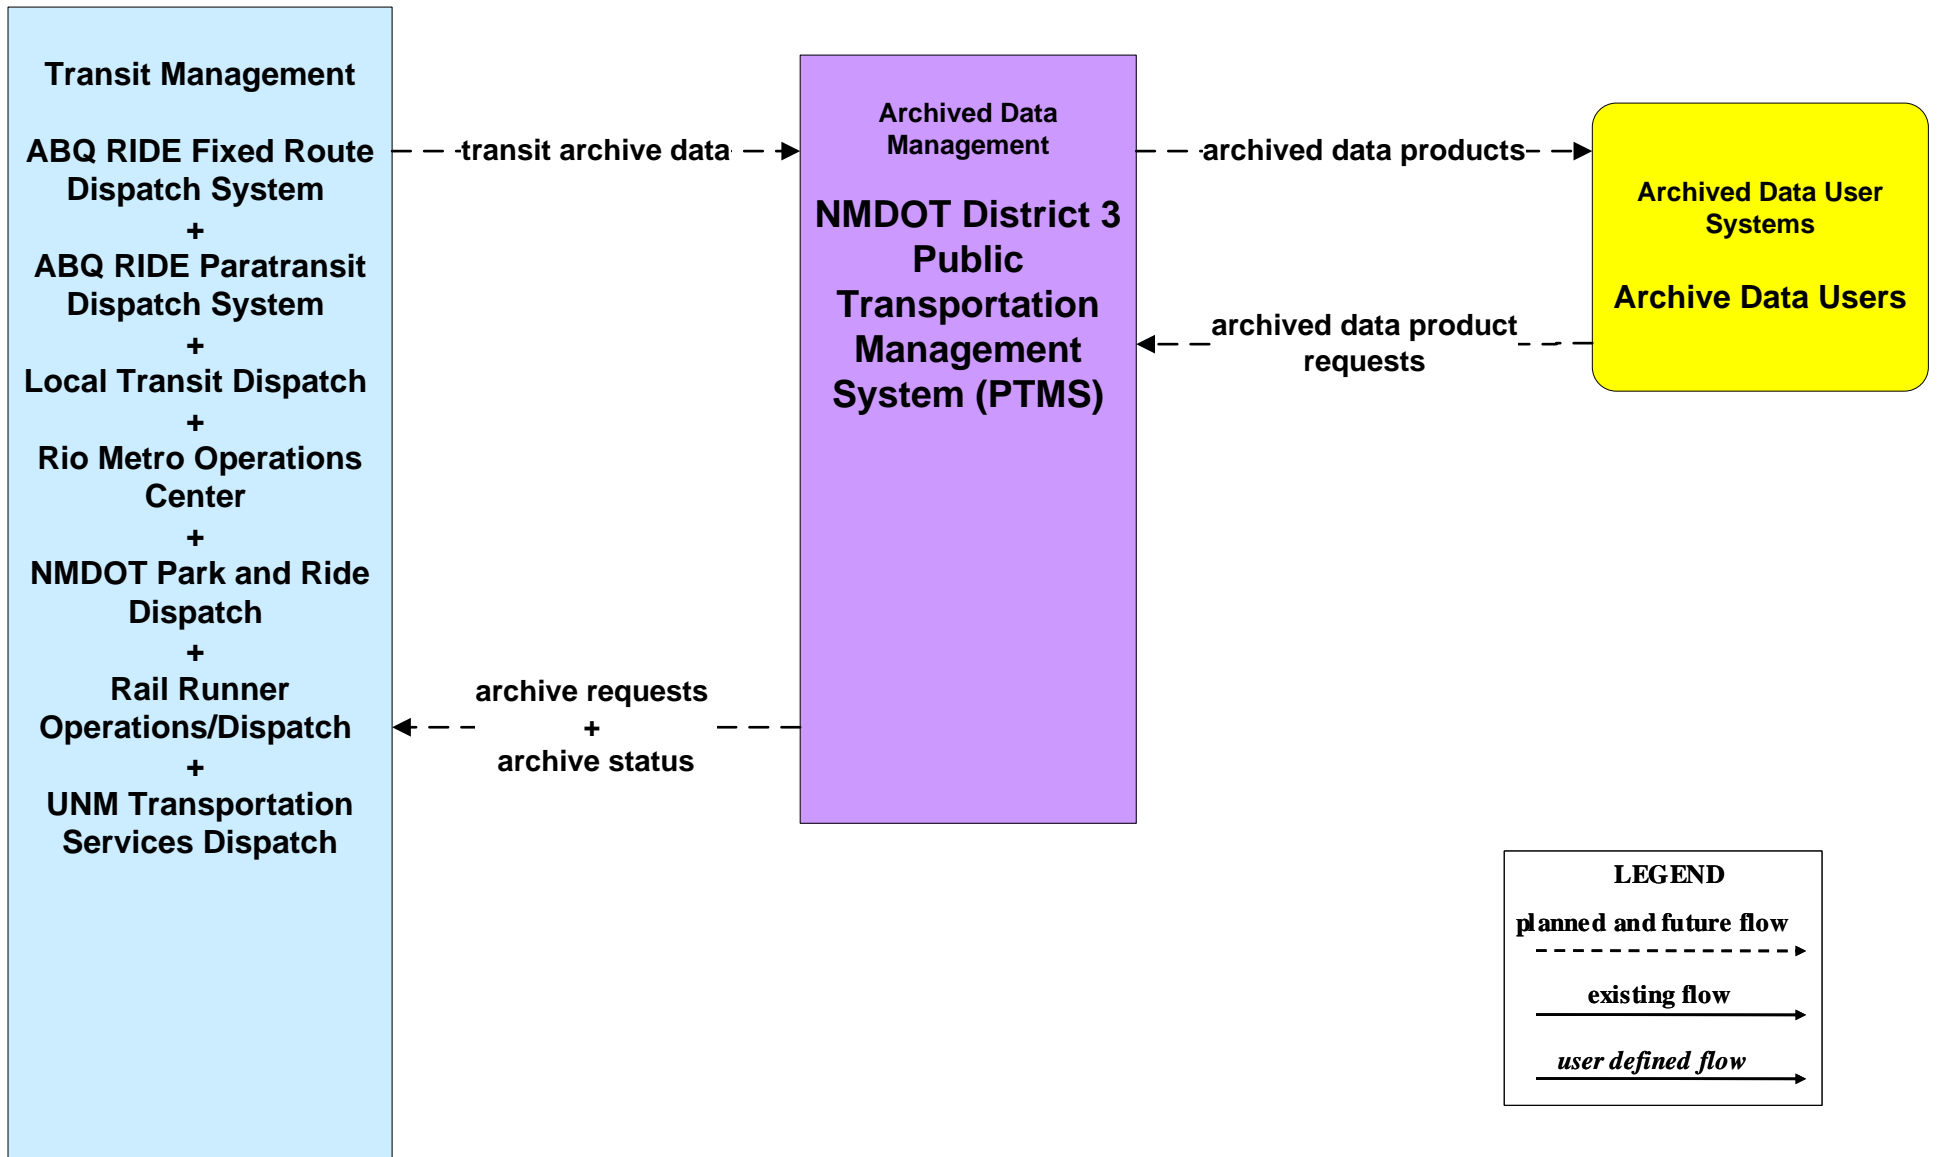 Transit Management
ABQ RIDE Fixed Route
Dispatch System
+
ABQ RIDE Paratransit
Dispatch System
+
Local Transit Dispatch
+
Rio Metro Operations
Center
+
NMDOT Park and Ride
Dispatch
+
Rail Runner
Operations/Dispatch
+
UNM Transportation
Services Dispatch
transit archive data
archive requests
+
archive status
Archived Data
Management
NMDOT District 3
Public
Transportation
Management
System (PTMS)
archived data products
archived data product
requests
Archived Data User
Systems
Archive Data Users
LEGEND
planned and future flow
existing flow
user defined flow